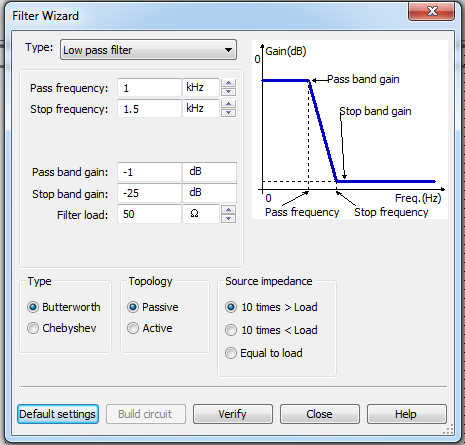 Filter Wizard
Type: Low pass filter
Pass frequency: 1 kHz
Stop frequency: 1.5 kHz
Pass band gain: -1 dB
Stop band gain: -25 dB
Filter load: 50 Ω
Gain(dB)
0
Pass band gain
Stop band gain
0 Freq.(Hz)
Pass frequency Stop frequency
Type Topology Source impedance
Butterworth Passive 10 times > Load
Chebyshev Active 10 times < Load
Equal to load
Default settings Build circuit Verify Close Help